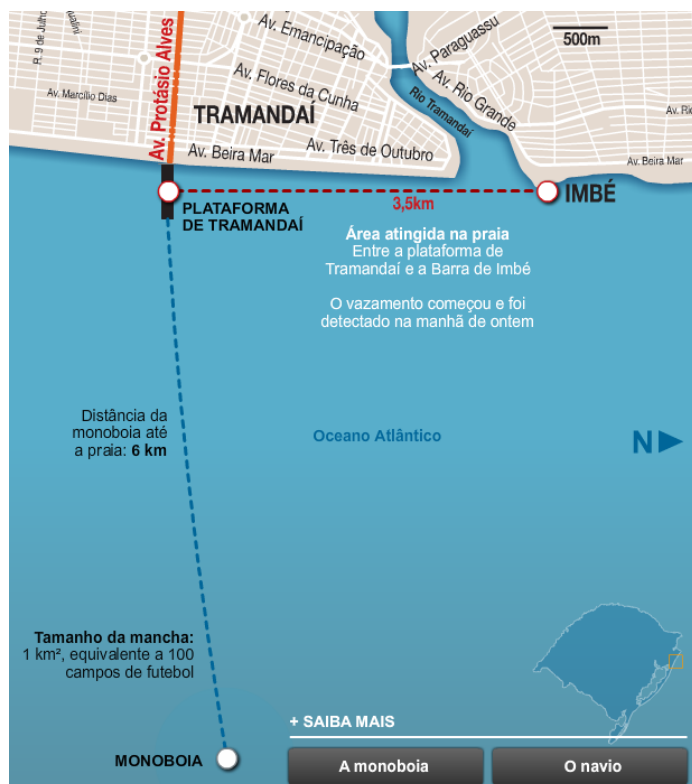 R. 9 de Julho
Av. Emancipação
Av. Paraguassu
500m
Av. Protásio Alves
Av. Flores da Cunha
Av. Rio Grande
Av. Marcílio Dias
Rio Tramandaí
TRAMANDAÍ
Av. Beira Mar
Av. Três de Outubro
Av. Beira Mar
3,5km
IMBÉ
PLATAFORMA
DE TRAMANDAÍ
Área atingida na praia
Entre a plataforma de
Tramandaí e a Barra de Imbé
O vazamento começou e foi
detectado na manhã de ontem
Distância da
monoboia até
a praia: 6 km
Oceano Atlântico
N
Tamanho da mancha:
1 km², equivalente a 100
campos de futebol
+ SAIBA MAIS
MONOBOIA
A monoboia
O navio